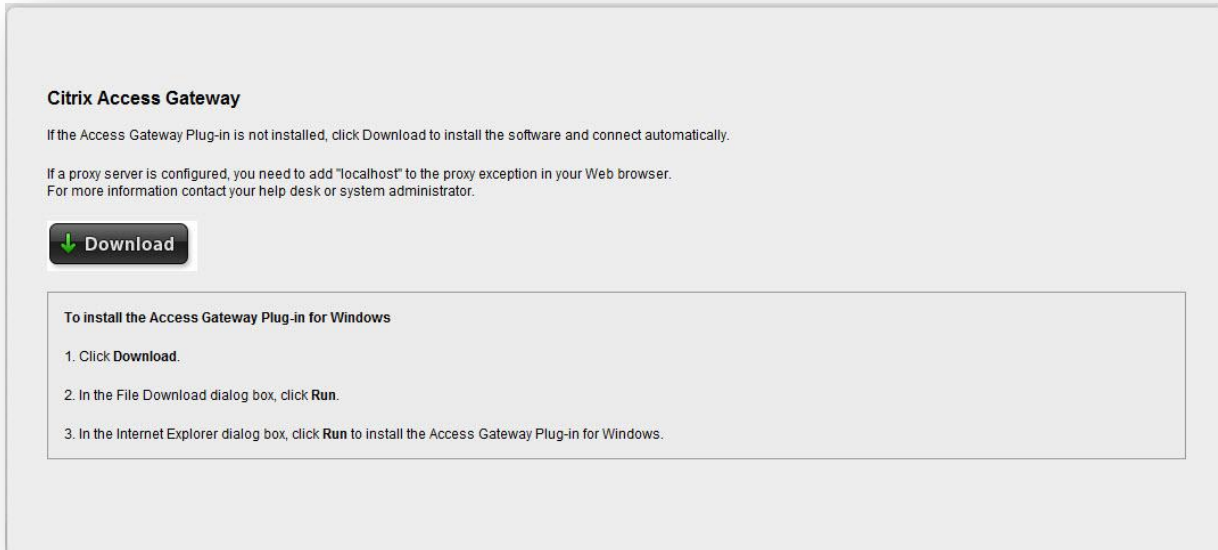 Citrix Access Gateway
If the Access Gateway Plug-in is not installed, click Download to install the software and connect automatically.
If a proxy server is configured, you need to add "localhost" to the proxy exception in your Web browser.
For more information contact your help desk or system administrator.
Download
To install the Access Gateway Plug-in for Windows
1. Click Download.
2. In the File Download dialog box, click Run.
3. In the Internet Explorer dialog box, click Run to install the Access Gateway Plug-in for Windows.